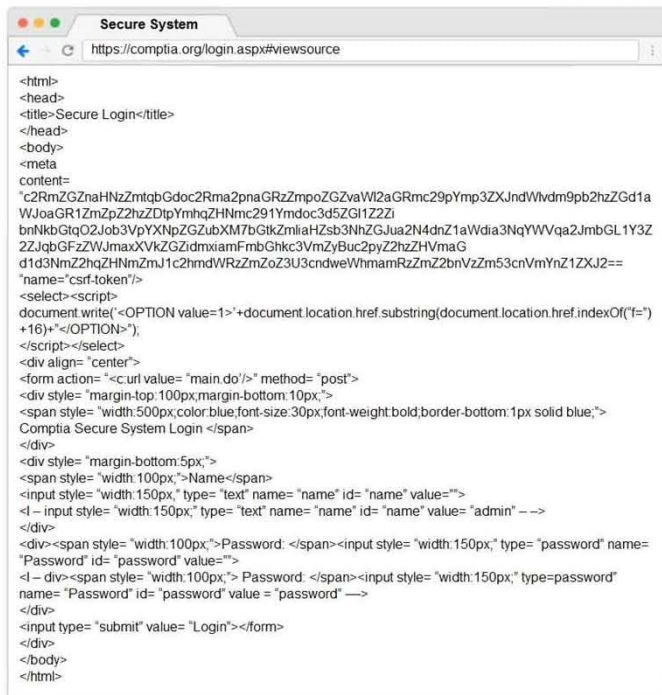 Secure System
https://comptia.org/login.aspx#viewsource
<html>
<head>
<title>Secure Login</title>
</head>
<body>
<meta
content=
"c2RmZGZnaHNzZmtqbGdoc2Rma2pnaGRzZmpoZGZvaWl2aGRmc29pYmp3ZXJndWlvdm9pb2hzZGd1a
WJoaGR1ZmZpZ2hzZDtpYmhqZHNmc291Ymdoc3d5ZGI1Z2Zi
bnNkbGtqO2Job3VpYXNpZGZubXM7bGtkZmliaHZsb3NhZGJua2N4dnZ1aWdia3NqYWVqa2JmbGL1Y3Z
2ZJqbGFzZWJmaxXVkZGZidmxiamFmbGhkc3VmZyBuc2pyZ2hzZHVmaG
d1d3NmZ2hqZHNmZmJ1c2hmdWRzZmZoZ3U3cndweWhmamRzZmZ2bnVzZm53cnVmYnZ1ZXJ2==
"name="csrf-token"/>
<select><script>
document.write('<OPTION value=1>'+document.location.href.substring(document.location.href.indexOf("f=")
+16)+"</OPTION>");
</script></select>
<div align= "center">
<form action= "<c:url value= "main.do'/>" method= "post">
<div style= "margin-top:100px;margin-bottom:10px;">
<span style= "width:500px;color:blue;font-size:30px;font-weight:bold;border-bottom:1px solid blue;">
Comptia Secure System Login </span>
</div>
<div style= "margin-bottom:5px;">
<span style= "width:100px;">Name</span>
<input style= "width:150px," type= "text" name= "name" id= "name" value="">
<I – input style= "width:150px;" type= "text" name= "name" id= "name" value= "admin" – –>
</div>
<div><span style= "width:100px;">Password: </span><input style= "width:150px;" type= "password" name=
"Password" id= "password" value="">
<I – div><span style= "width:100px;"> Password: </span><input style= "width:150px;" type=password"
name= "Password" id= "password" value = "password" —>
</div>
<input type= "submit" value= "Login"></form>
</div>
</body>
</html>